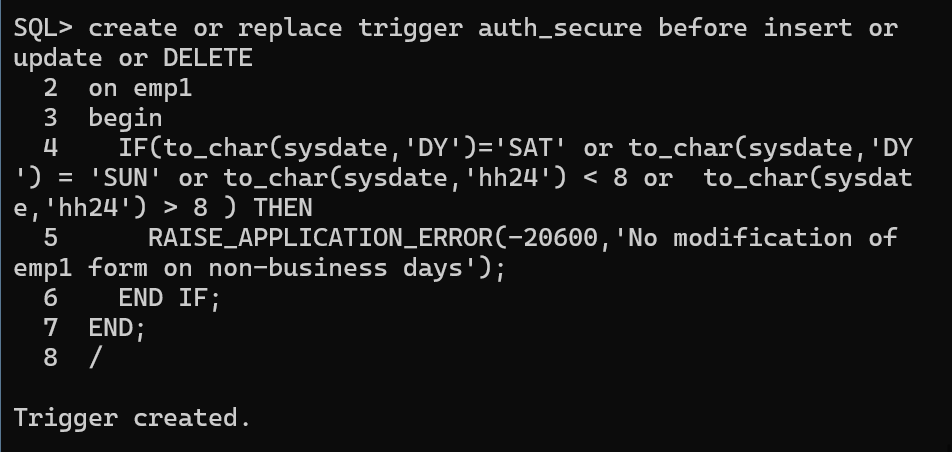 SQL> create or replace trigger auth_secure before insert or
update or DELETE
  2  on emp1
  3  begin
  4    IF(to_char(sysdate,'DY')='SAT' or to_char(sysdate,'DY
') = 'SUN' or to_char(sysdate,'hh24') < 8 or  to_char(sysdat
e,'hh24') > 8 ) THEN
  5      RAISE_APPLICATION_ERROR(-20600,'No modification of
emp1 form on non-business days');
  6    END IF;
  7  END;
  8  /

Trigger created.